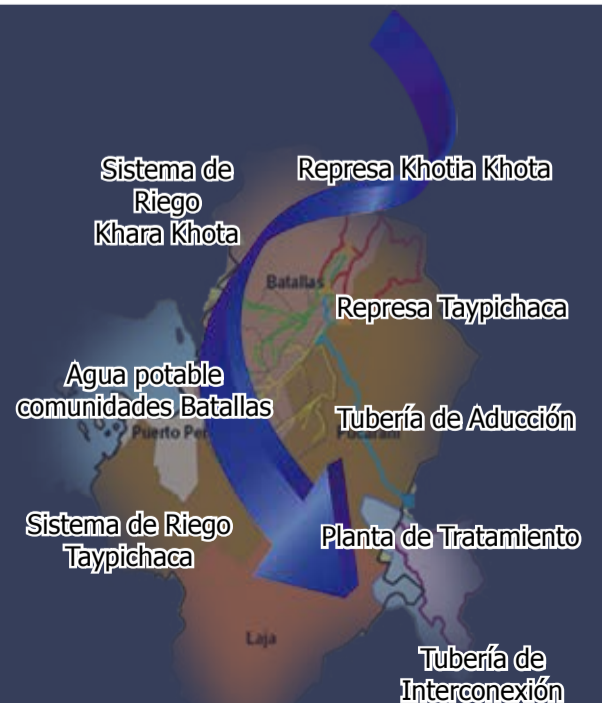 Sistema de
Riego
Khara Khota
Represa Khotia Khota
Batallas
Represa Taypichaca
Agua potable
comunidades Batallas
Puerto
Tubería de Aducción
Pucarani
Sistema de Riego
Taypichaca
Planta de Tratamiento
Laja
Tubería de
Interconexión